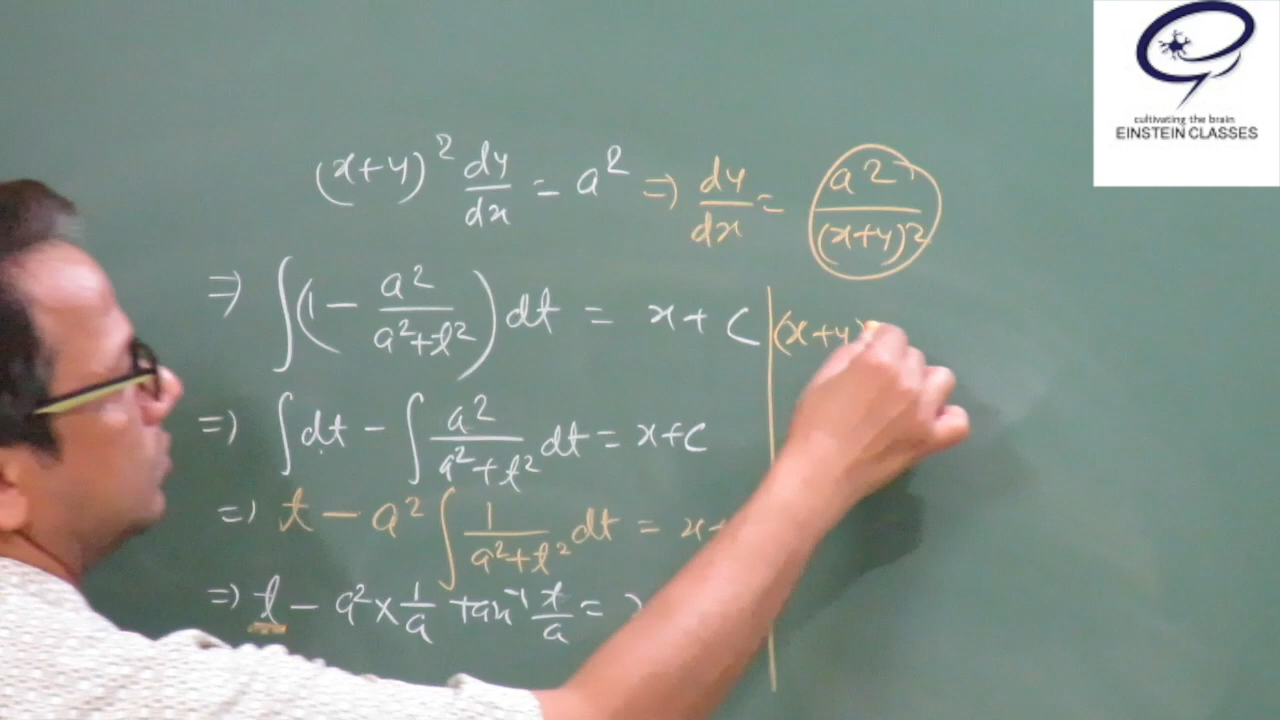 cultivating the brain
EINSTEIN CLASSES
(x+y)² dy/dx = a² ⇒ dy/dx = a²/(x+y)²
⇒ ∫(1 - a²/(a²+t²)) dt = x + C
(x+y)
⇒ ∫dt - ∫ a²/(a²+t²) dt = x+C
⇒ t - a² ∫ 1/(a²+t²) dt = x+
⇒ t - a² × 1/a tan⁻¹ t/a =